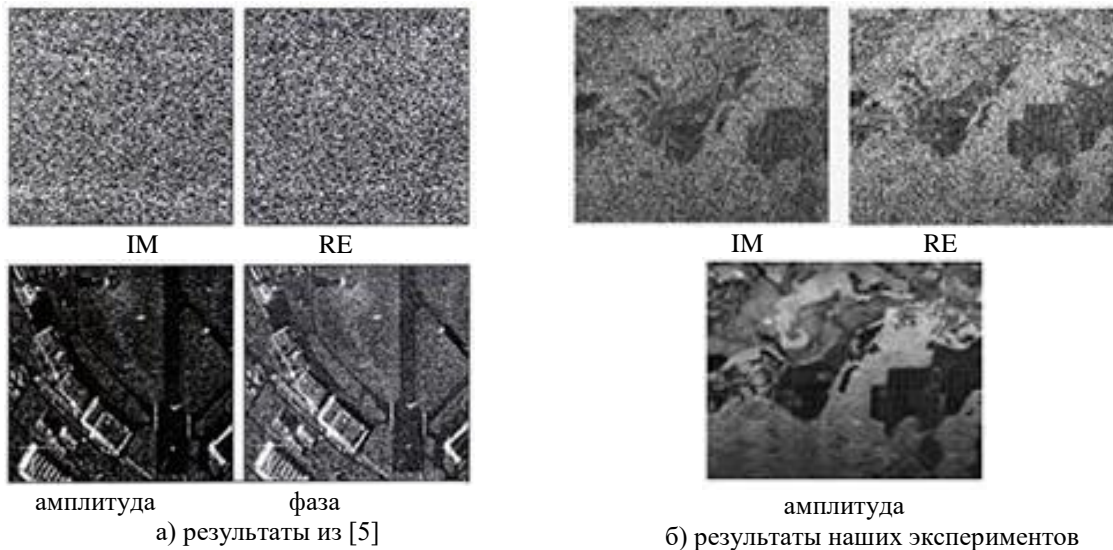 IM RE
IM RE
амплитуда фаза
а) результаты из [5]
амплитуда
б) результаты наших экспериментов